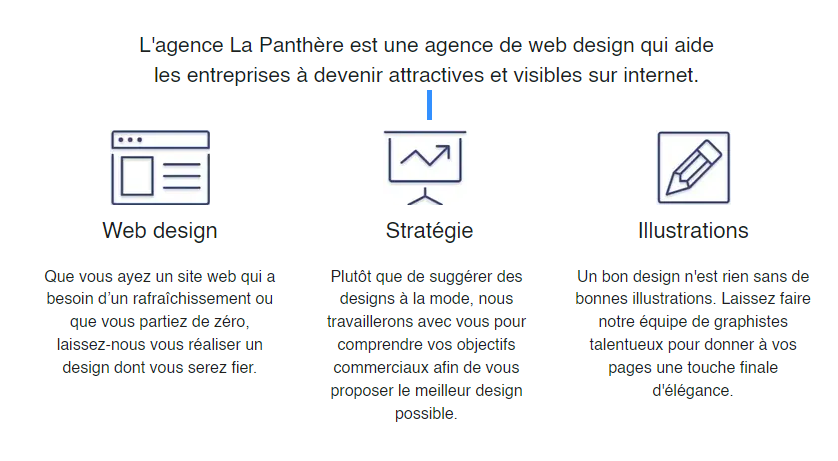 L'agence La Panthère est une agence de web design qui aide
les entreprises à devenir attractives et visibles sur internet.
Web design
Que vous ayez un site web qui a
besoin d’un rafraîchissement ou
que vous partiez de zéro,
laissez-nous vous réaliser un
design dont vous serez fier.
Stratégie
Plutôt que de suggérer des
designs à la mode, nous
travaillerons avec vous pour
comprendre vos objectifs
commerciaux afin de vous
proposer le meilleur design
possible.
Illustrations
Un bon design n'est rien sans de
bonnes illustrations. Laissez faire
notre équipe de graphistes
talentueux pour donner à vos
pages une touche finale
d'élégance.